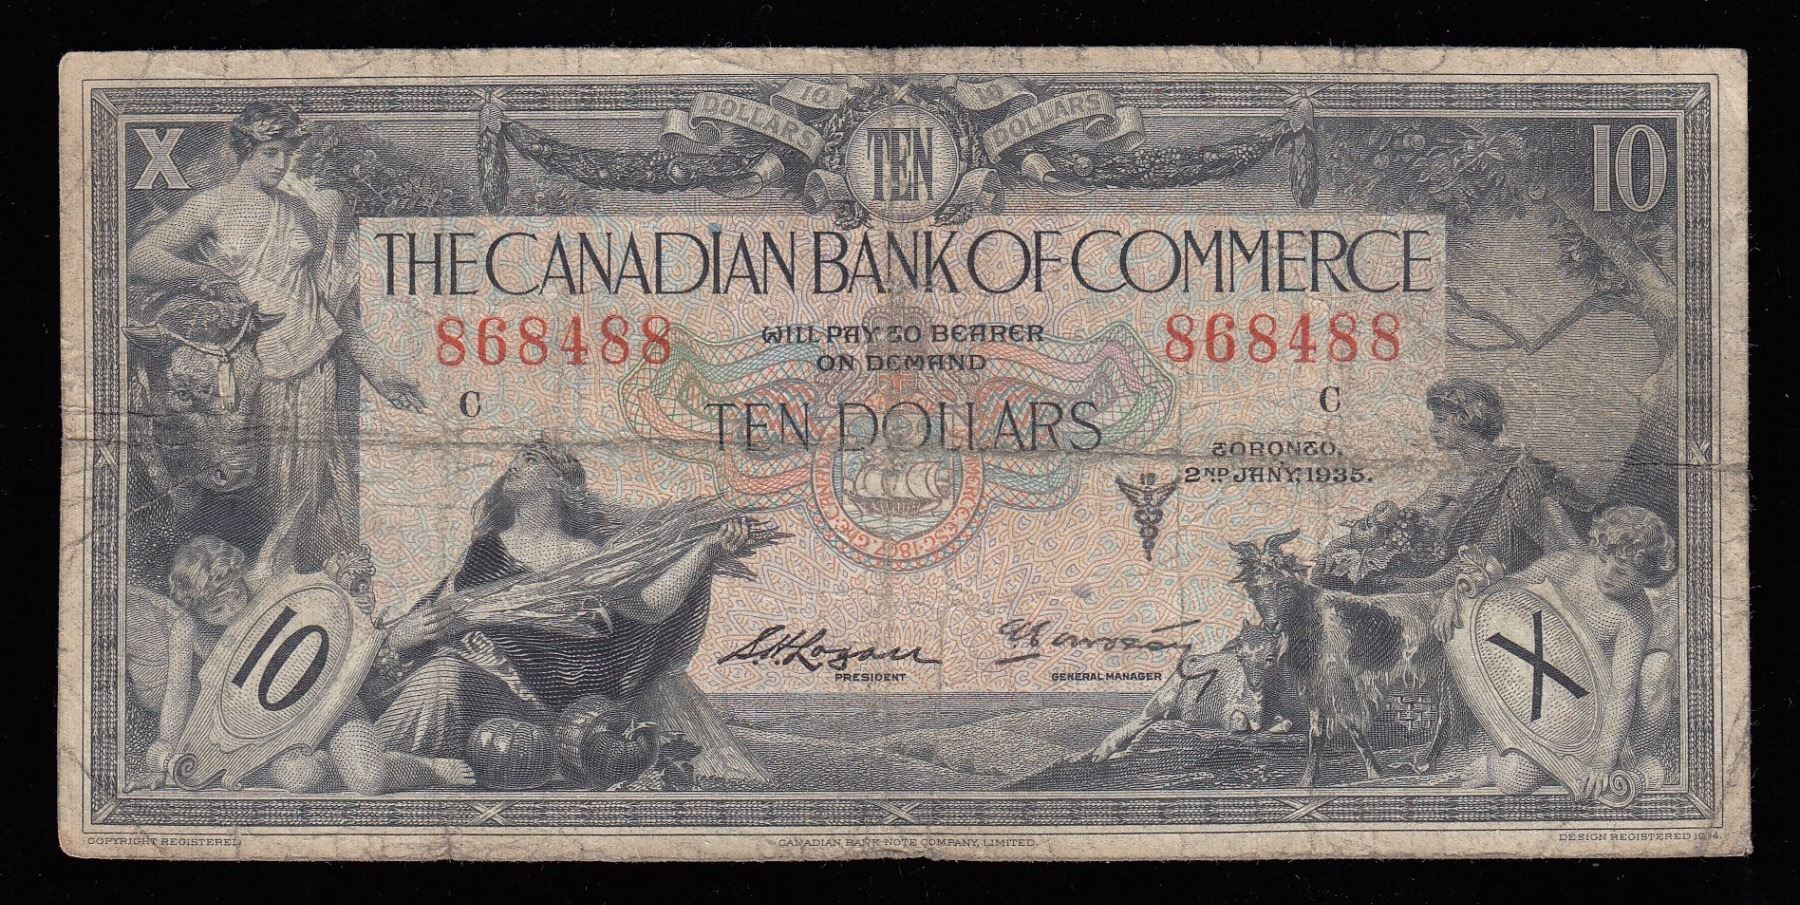 10 10
DOLLARS DOLLARS
X TEN 10
THE CANADIAN BANK OF COMMERCE
868488 868488
WILL PAY TO BEARER
ON DEMAND
C C
TEN DOLLARS
TORONTO,
2ND JANY, 1935.
S.H. Logan
PRESIDENT GENERAL MANAGER
10 X
COPYRIGHT REGISTERED CANADIAN BANK NOTE COMPANY, LIMITED DESIGN REGISTERED